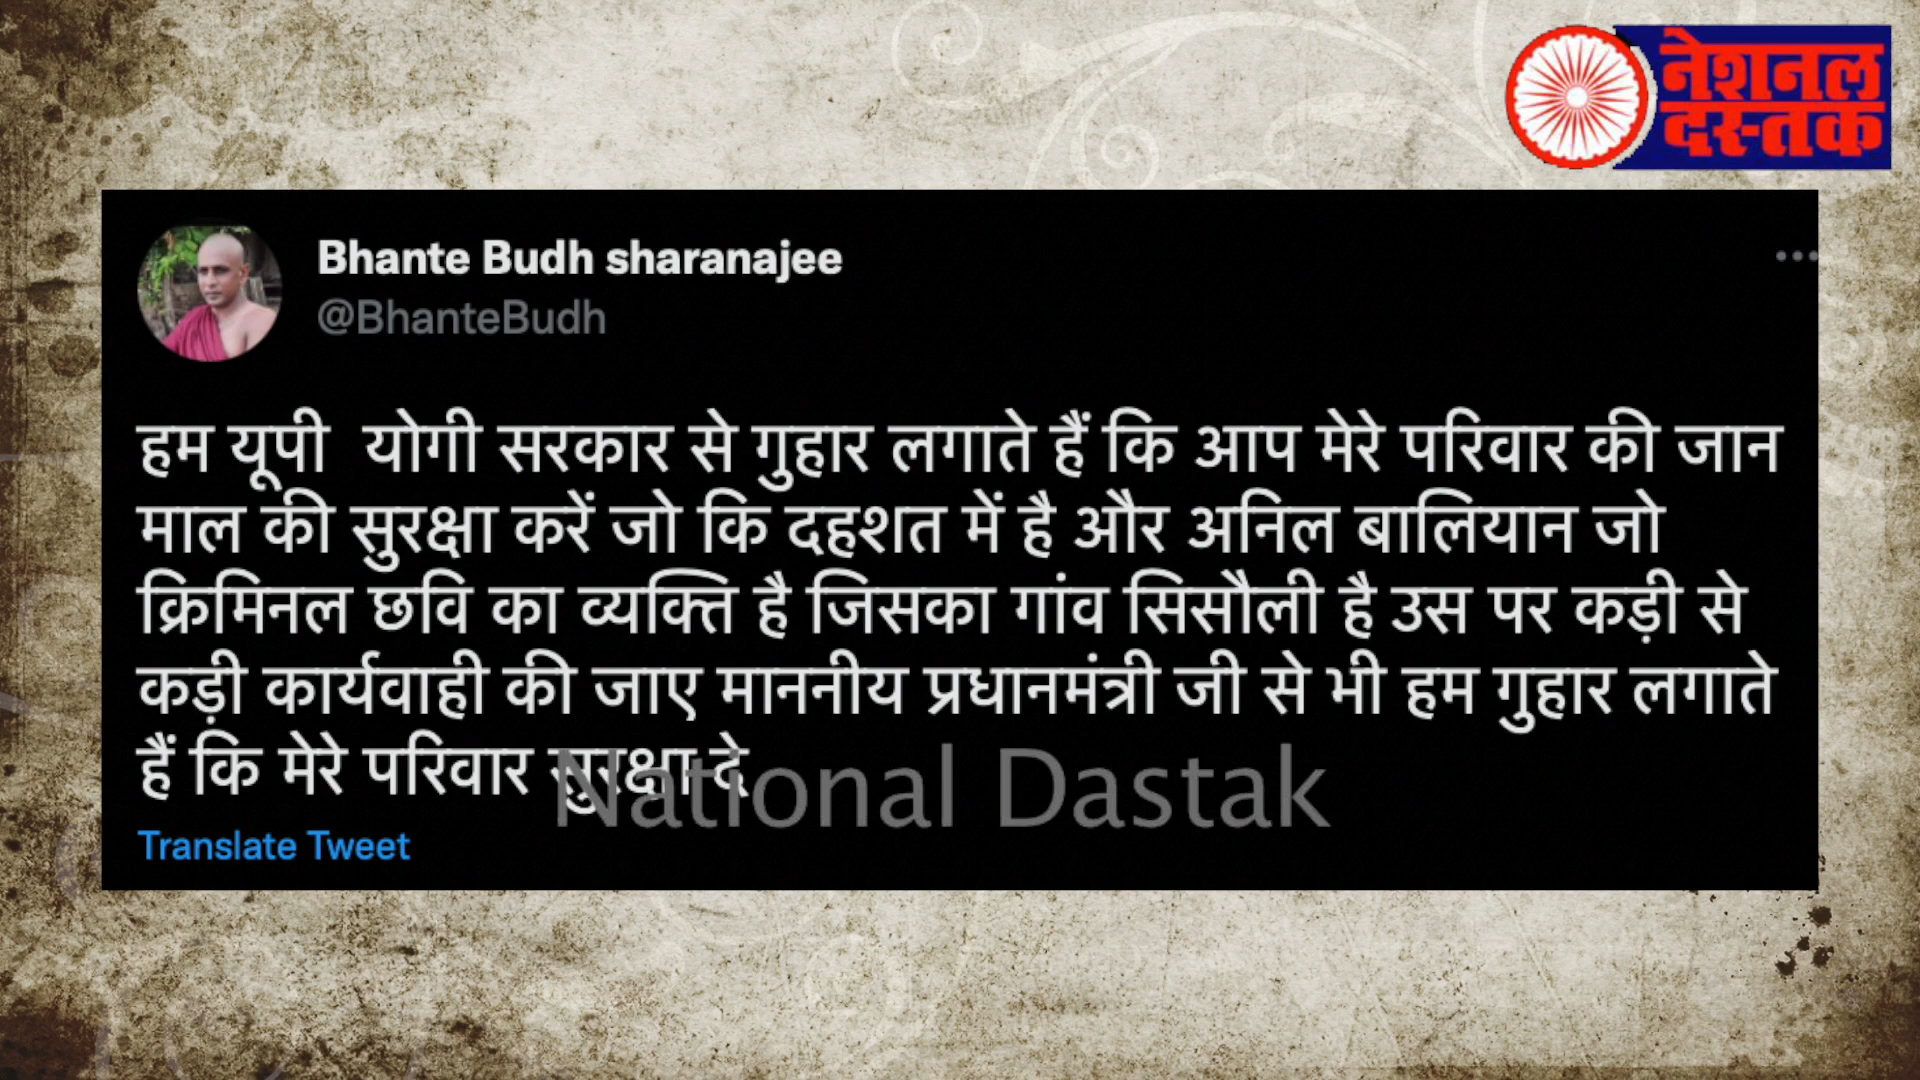 नेशनल
दस्तक
Bhante Budh sharanajee
@BhanteBudh
हम यूपी योगी सरकार से गुहार लगाते हैं कि आप मेरे परिवार की जान
माल की सुरक्षा करें जो कि दहशत में है और अनिल बालियान जो
क्रिमिनल छवि का व्यक्ति है जिसका गांव सिसौली है उस पर कड़ी से
कड़ी कार्यवाही की जाए माननीय प्रधानमंत्री जी से भी हम गुहार लगाते
हैं कि मेरे परिवार सुरक्षा दे
National Dastak
Translate Tweet